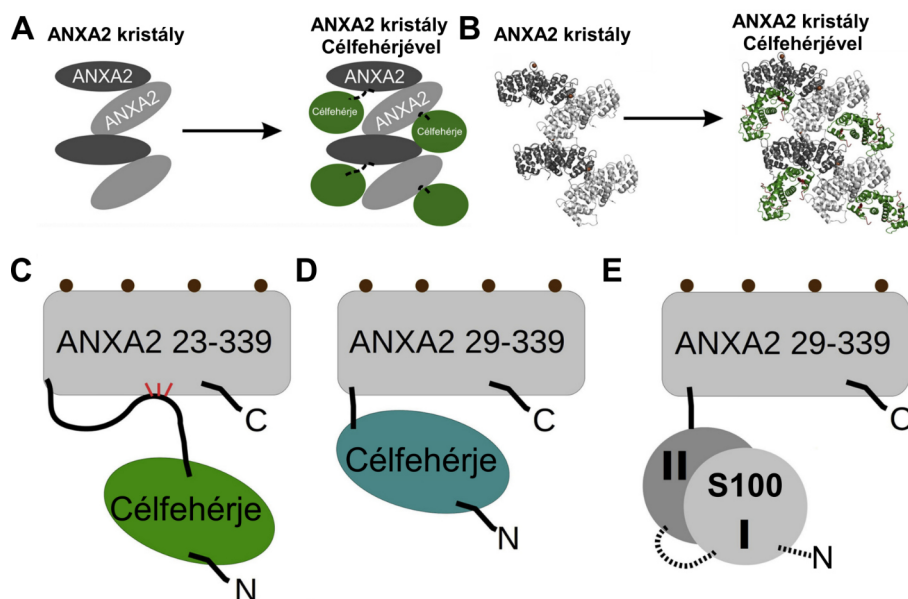 A
ANXA2 kristály
ANXA2 kristály
Célfehérjével
ANXA2
ANXA2
ANXA2
ANXA2
Célfehérje
Célfehérje
B
ANXA2 kristály
ANXA2 kristály
Célfehérjével
C
ANXA2 23-339
C
Célfehérje
N
D
ANXA2 29-339
C
Célfehérje
N
E
ANXA2 29-339
C
II
S100
I
N